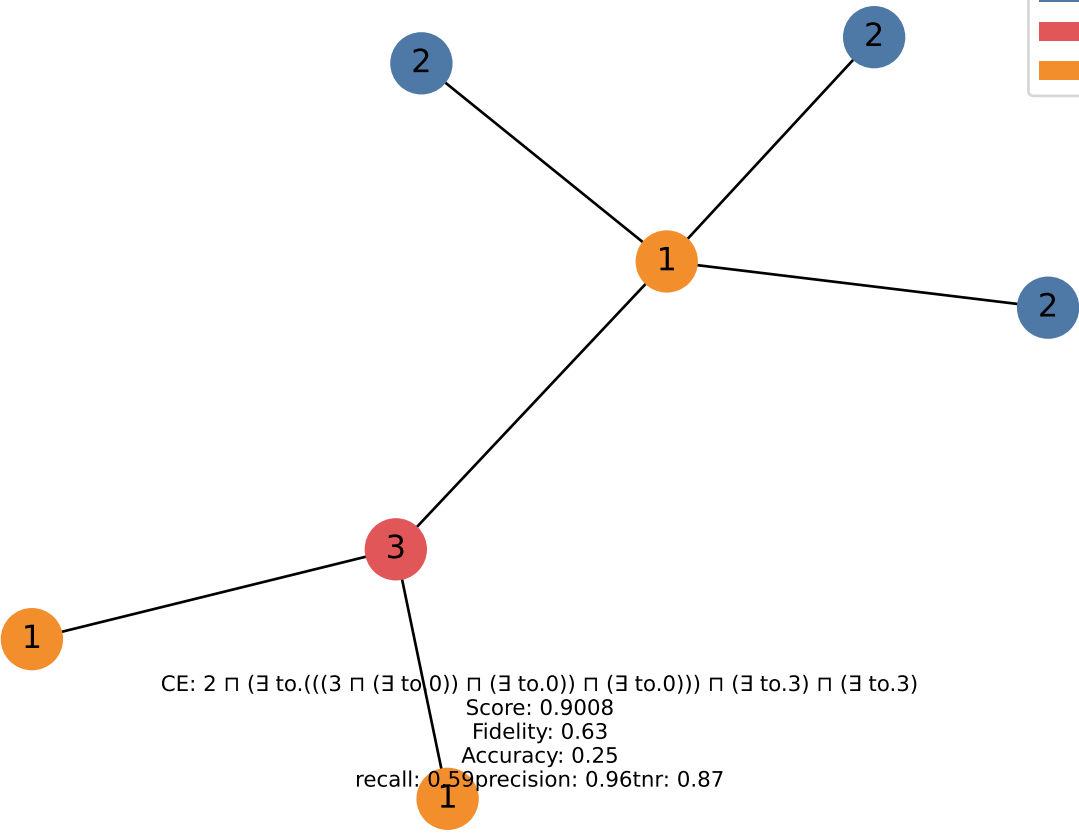 2
2
1
2
3
1
CE: 2 ⊓ (∃ to.(((3 ⊓ (∃ to.0)) ⊓ (∃ to.0)) ⊓ (∃ to.0))) ⊓ (∃ to.3) ⊓ (∃ to.3)
Score: 0.9008
Fidelity: 0.63
Accuracy: 0.25
recall: 0.59precision: 0.96tnr: 0.87
1